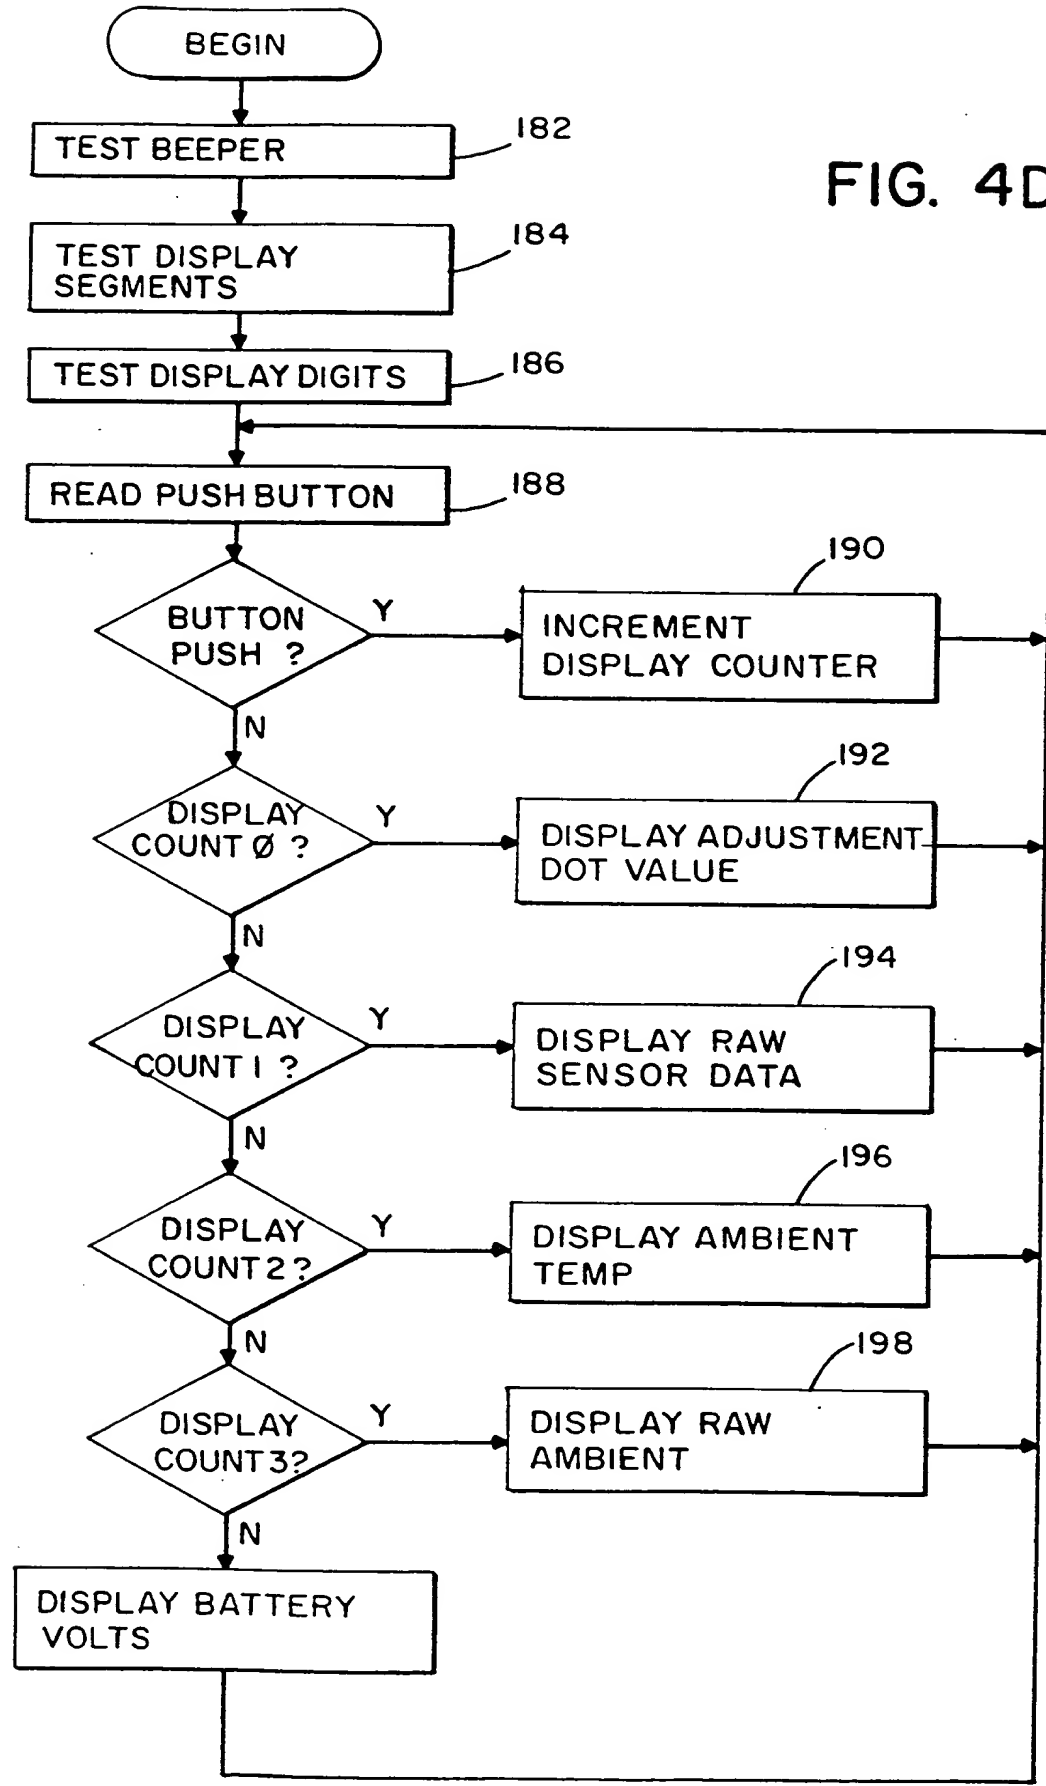 BEGIN
TEST BEEPER
182
FIG. 4D
TEST DISPLAY
SEGMENTS
184
TEST DISPLAY DIGITS
186
READ PUSH BUTTON
188
BUTTON
PUSH ?
Y
N
190
INCREMENT
DISPLAY COUNTER
DISPLAY
COUNT Ø ?
Y
N
192
DISPLAY ADJUSTMENT
DOT VALUE
DISPLAY
COUNT 1 ?
Y
N
194
DISPLAY RAW
SENSOR DATA
DISPLAY
COUNT 2 ?
Y
N
196
DISPLAY AMBIENT
TEMP
DISPLAY
COUNT 3?
Y
N
198
DISPLAY RAW
AMBIENT
DISPLAY BATTERY
VOLTS